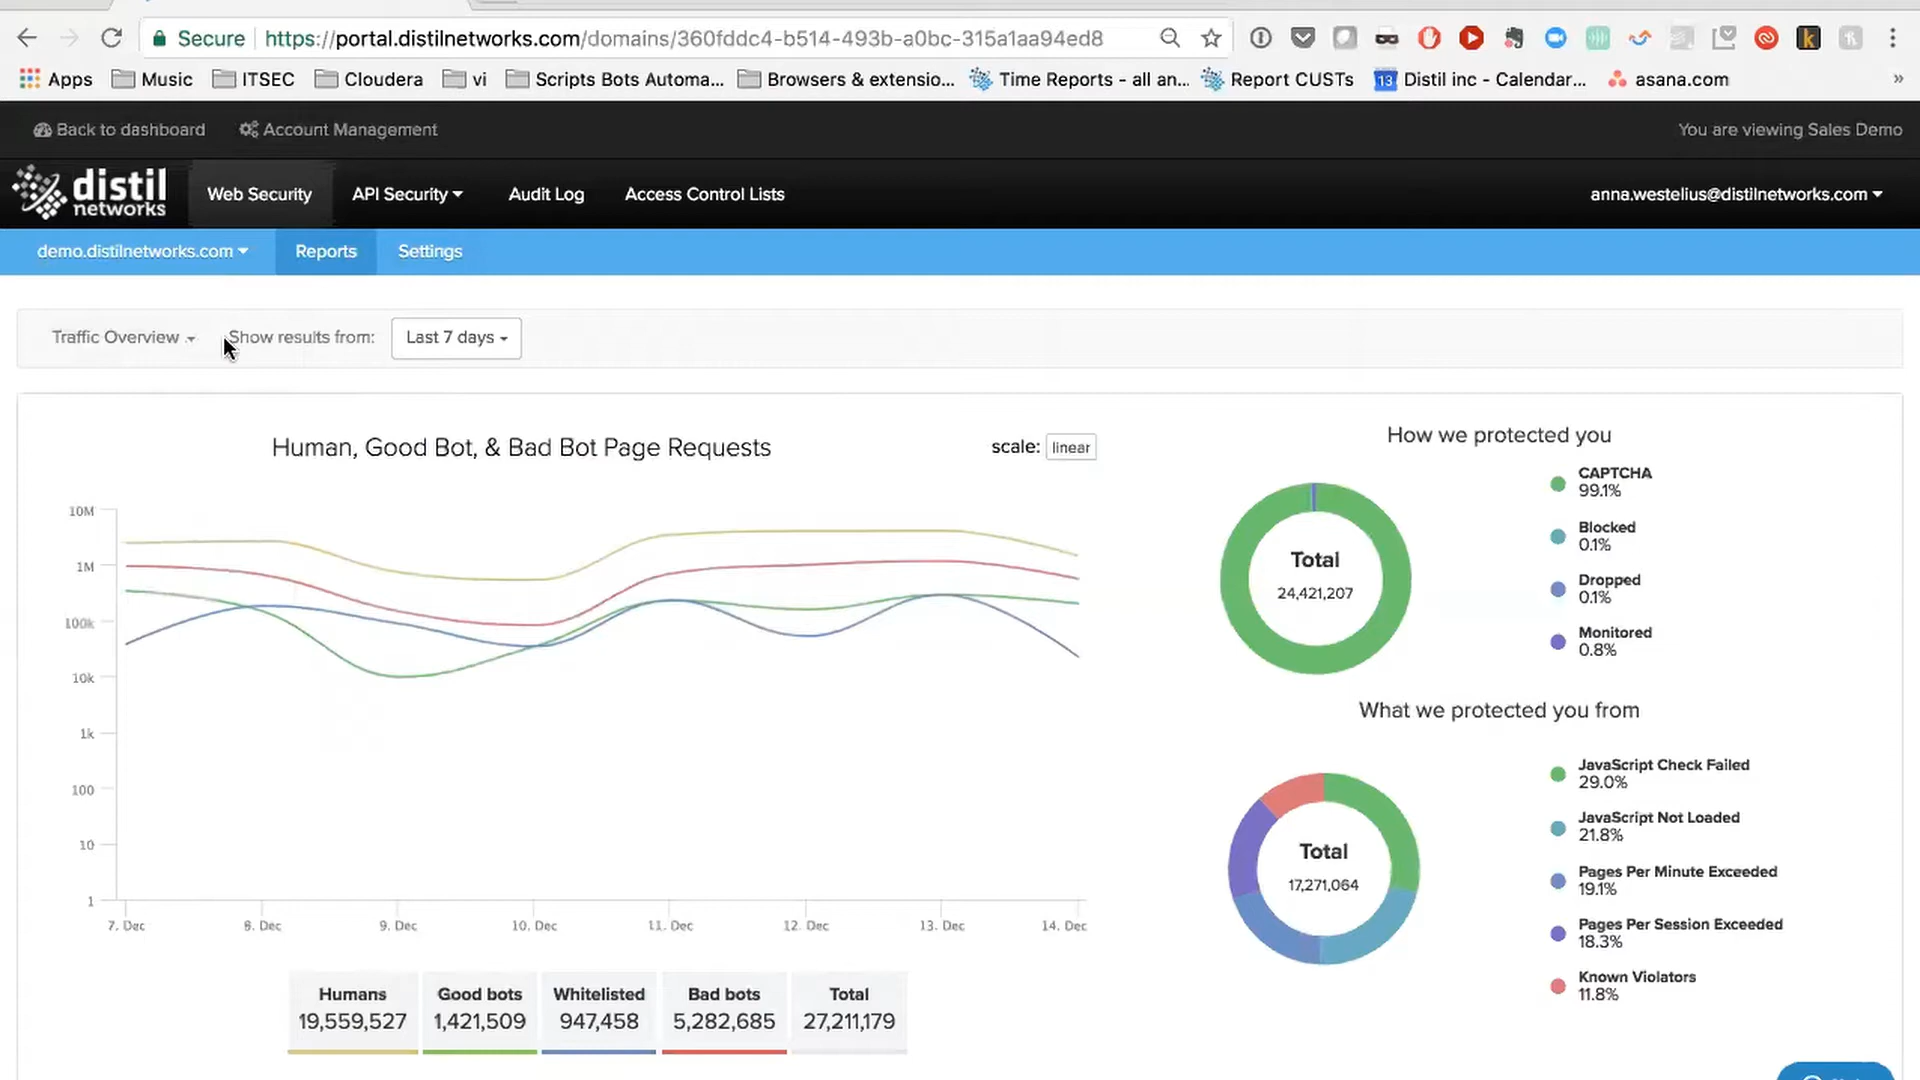 Secure https://portal.distilnetworks.com/domains/360fddc4-b514-493b-a0bc-315a1aa94ed8
Apps Music ITSEC Cloudera vi Scripts Bots Automa... Browsers & extensio... Time Reports - all an... Report CUSTs 13 Distil inc - Calendar... asana.com »
Back to dashboard Account Management You are viewing Sales Demo
distil networks Web Security API Security Audit Log Access Control Lists anna.westelius@distilnetworks.com
demo.distilnetworks.com Reports Settings
Traffic Overview Show results from: Last 7 days
Human, Good Bot, & Bad Bot Page Requests scale: linear
10M
1M
100k
10k
1k
100
10
1
7. Dec 8. Dec 9. Dec 10. Dec 11. Dec 12. Dec 13. Dec 14. Dec
Humans Good bots Whitelisted Bad bots Total
19,559,527 1,421,509 947,458 5,282,685 27,211,179
How we protected you
Total
24,421,207
CAPTCHA
99.1%
Blocked
0.1%
Dropped
0.1%
Monitored
0.8%
What we protected you from
Total
17,271,064
JavaScript Check Failed
29.0%
JavaScript Not Loaded
21.8%
Pages Per Minute Exceeded
19.1%
Pages Per Session Exceeded
18.3%
Known Violators
11.8%